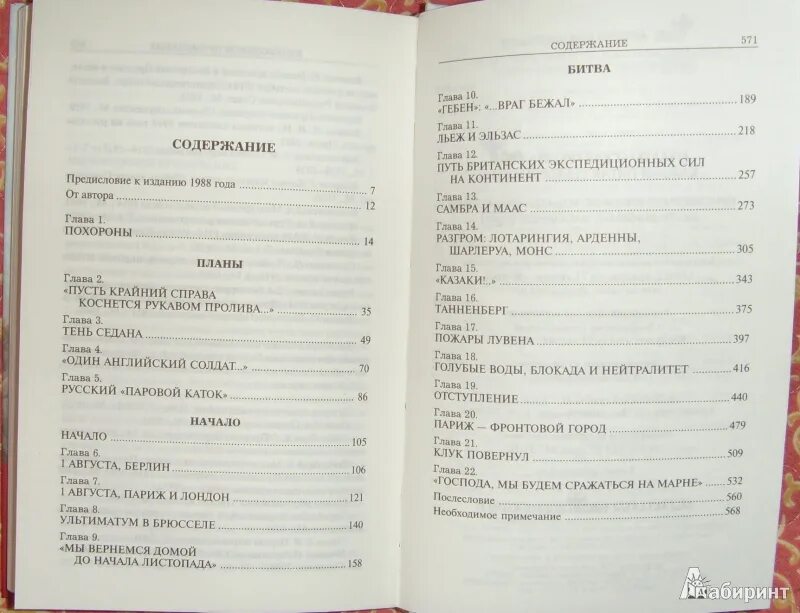 СОДЕРЖАНИЕ
Предисловие к изданию 1988 года 7
От автора 12
Глава 1.
ПОХОРОНЫ 14
ПЛАНЫ
Глава 2.
«ПУСТЬ КРАЙНИЙ СПРАВА
КОСНЕТСЯ РУКАВОМ ПРОЛИВА...» 35
Глава 3.
ТЕНЬ СЕДАНА 49
Глава 4.
«ОДИН АНГЛИЙСКИЙ СОЛДАТ...» 70
Глава 5.
РУССКИЙ «ПАРОВОЙ КАТОК» 86
НАЧАЛО
НАЧАЛО 105
Глава 6.
1 АВГУСТА, БЕРЛИН 106
Глава 7.
1 АВГУСТА, ПАРИЖ И ЛОНДОН 121
Глава 8.
УЛЬТИМАТУМ В БРЮССЕЛЕ 140
Глава 9.
«МЫ ВЕРНЕМСЯ ДОМОЙ
ДО НАЧАЛА ЛИСТОПАДА» 158
СОДЕРЖАНИЕ 571
БИТВА
Глава 10.
«ГЕБЕН»: «...ВРАГ БЕЖАЛ» 189
Глава 11.
ЛЬЕЖ И ЭЛЬЗАС 218
Глава 12.
ПУТЬ БРИТАНСКИХ ЭКСПЕДИЦИОННЫХ СИЛ
НА КОНТИНЕНТ 257
Глава 13.
САМБРА И МААС 273
Глава 14.
РАЗГРОМ: ЛОТАРИНГИЯ, АРДЕННЫ,
ШАРЛЕРУА, МОНС 305
Глава 15.
«КАЗАКИ!..» 343
Глава 16.
ТАННЕНБЕРГ 375
Глава 17.
ПОЖАРЫ ЛУВЕНА 397
Глава 18.
ГОЛУБЫЕ ВОДЫ, БЛОКАДА И НЕЙТРАЛИТЕТ 416
Глава 19.
ОТСТУПЛЕНИЕ 440
Глава 20.
ПАРИЖ — ФРОНТОВОЙ ГОРОД 479
Глава 21.
КЛУК ПОВЕРНУЛ 509
Глава 22.
«ГОСПОДА, МЫ БУДЕМ СРАЖАТЬСЯ НА МАРНЕ» 532
Послесловие 560
Необходимое примечание 568
Лабиринт